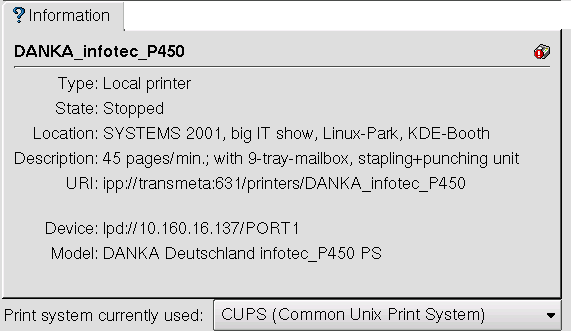 Information
DANKA_infotec_P450
Type: Local printer
State: Stopped
Location: SYSTEMS 2001, big IT show, Linux-Park, KDE-Booth
Description: 45 pages/min.; with 9-tray-mailbox, stapling+punching unit
URI: ipp://transmeta:631/printers/DANKA_infotec_P450
Device: lpd://10.160.16.137/PORT1
Model: DANKA Deutschland infotec_P450 PS
Print system currently used: CUPS (Common Unix Print System)